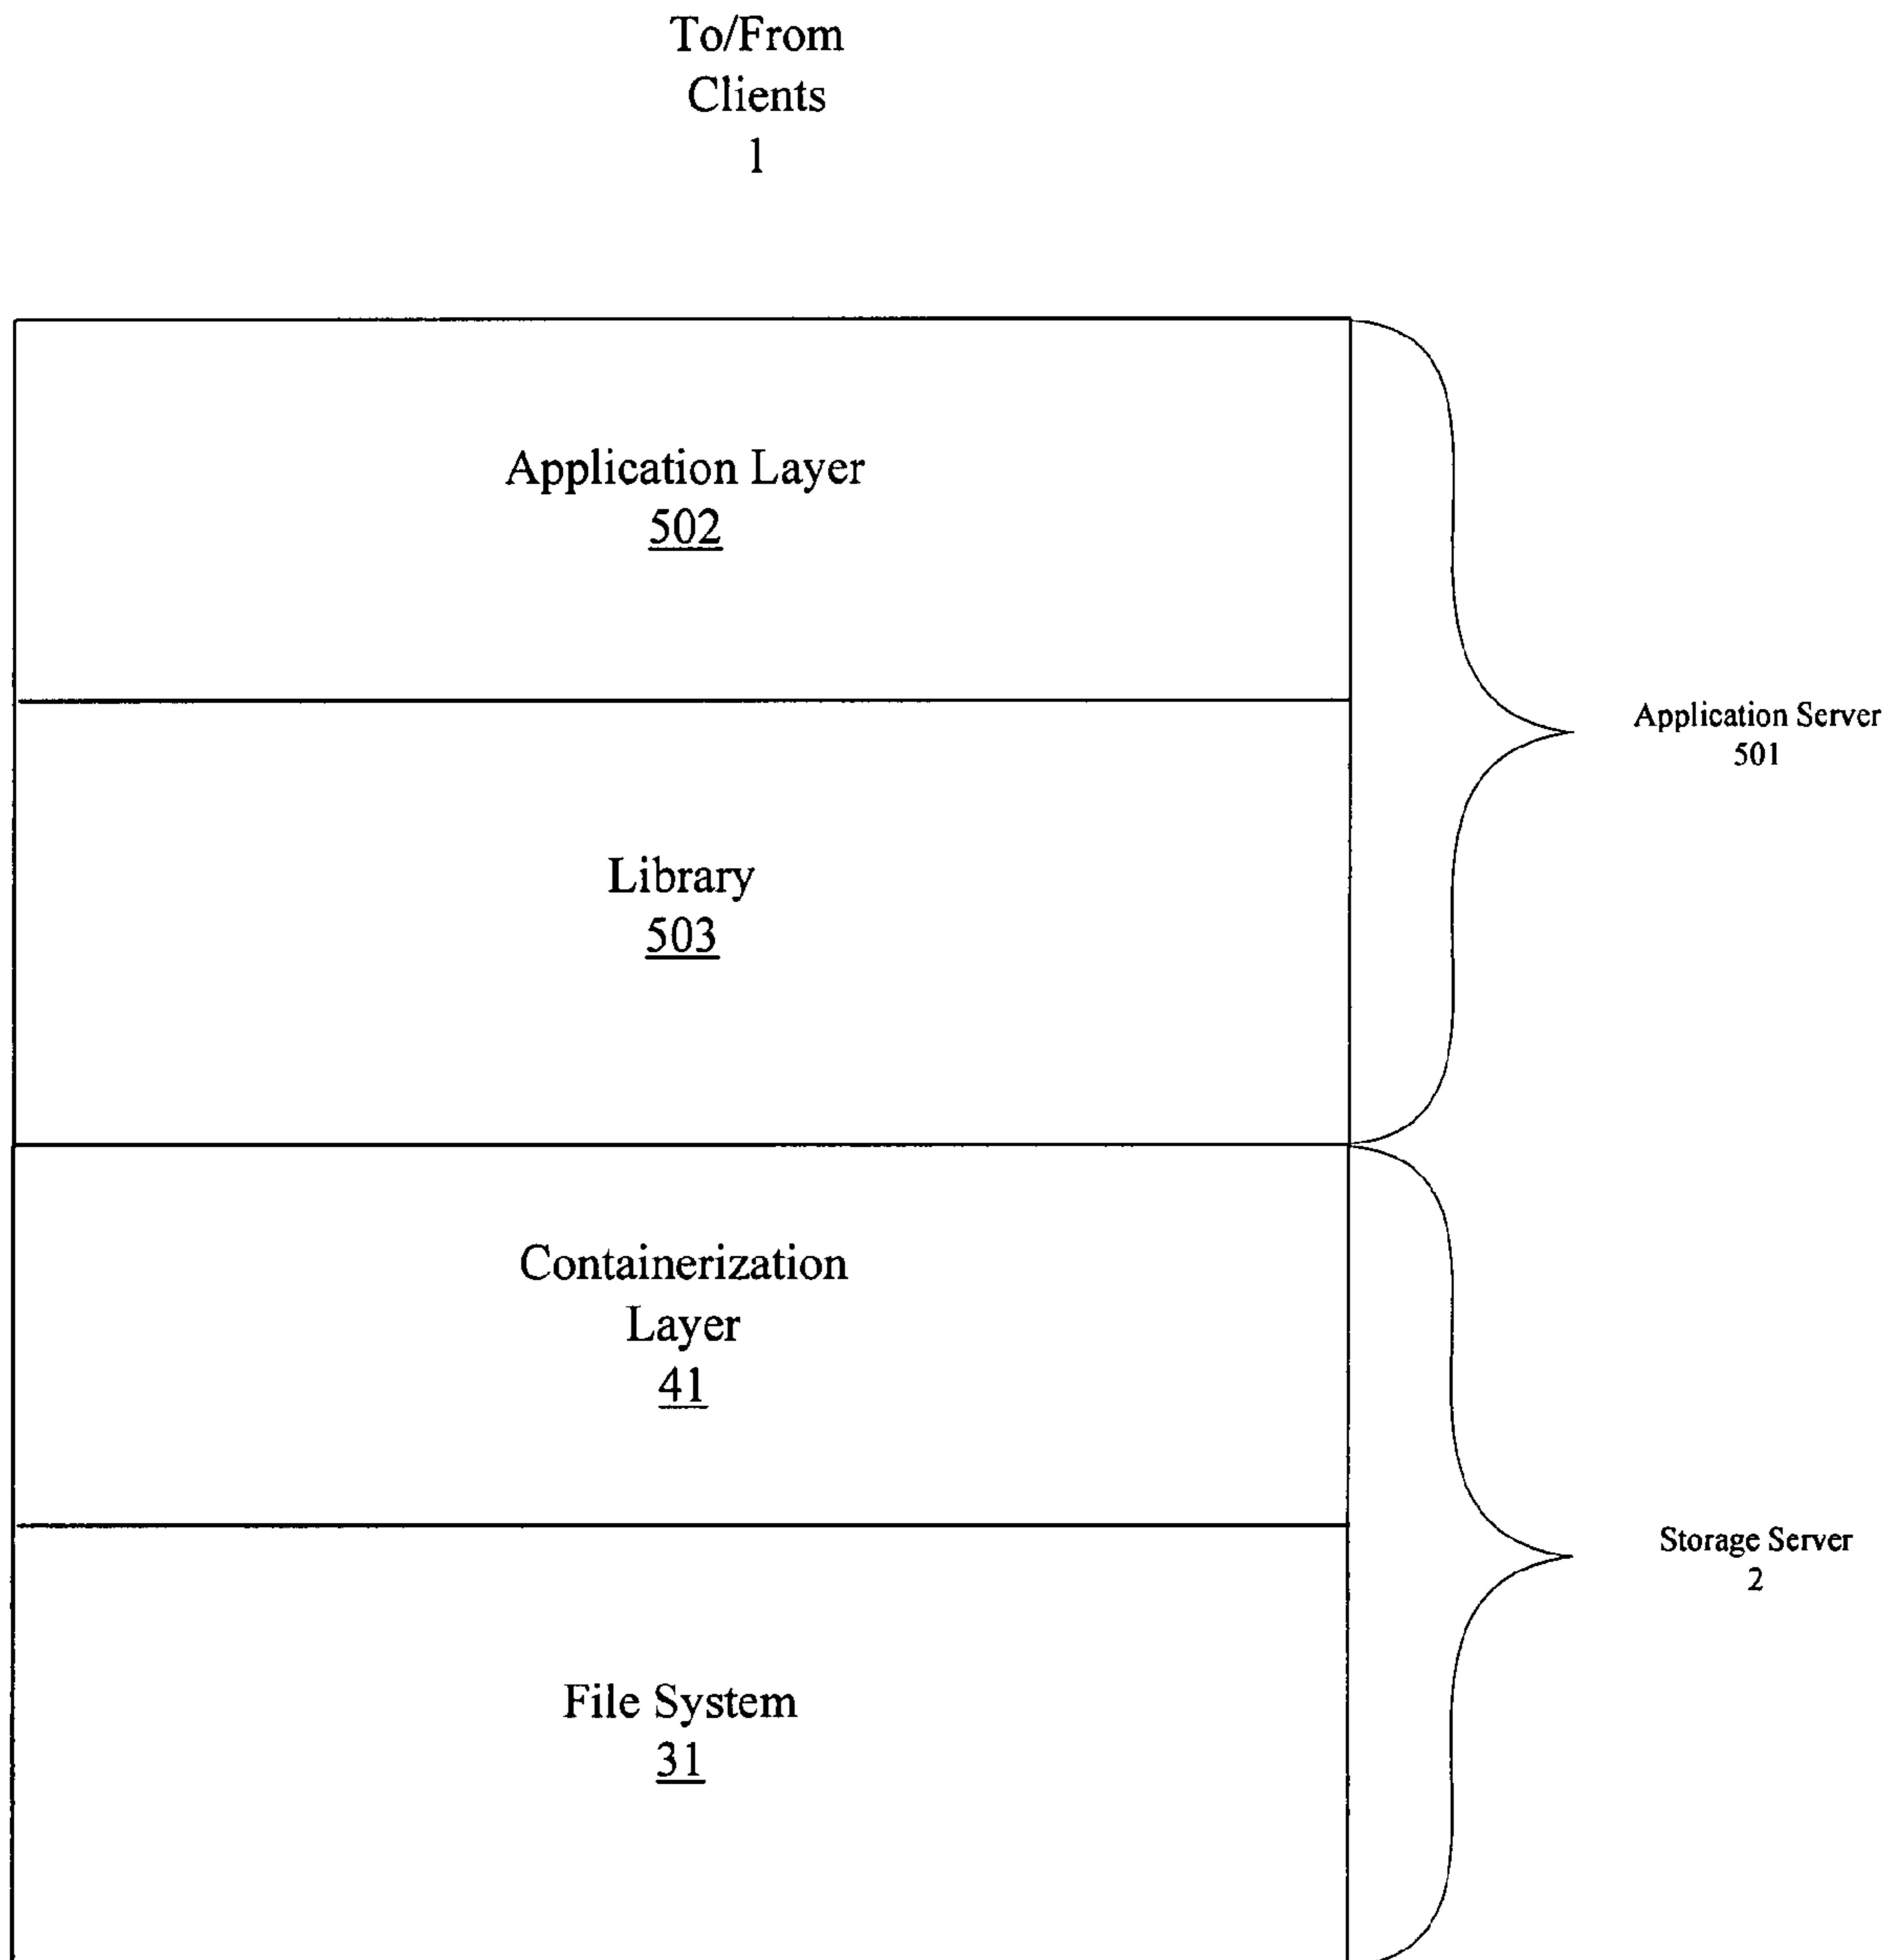 To/From
Clients
1
Application Layer
502
Application Server
501
Library
503
Containerization
Layer
41
Storage Server
2
File System
31